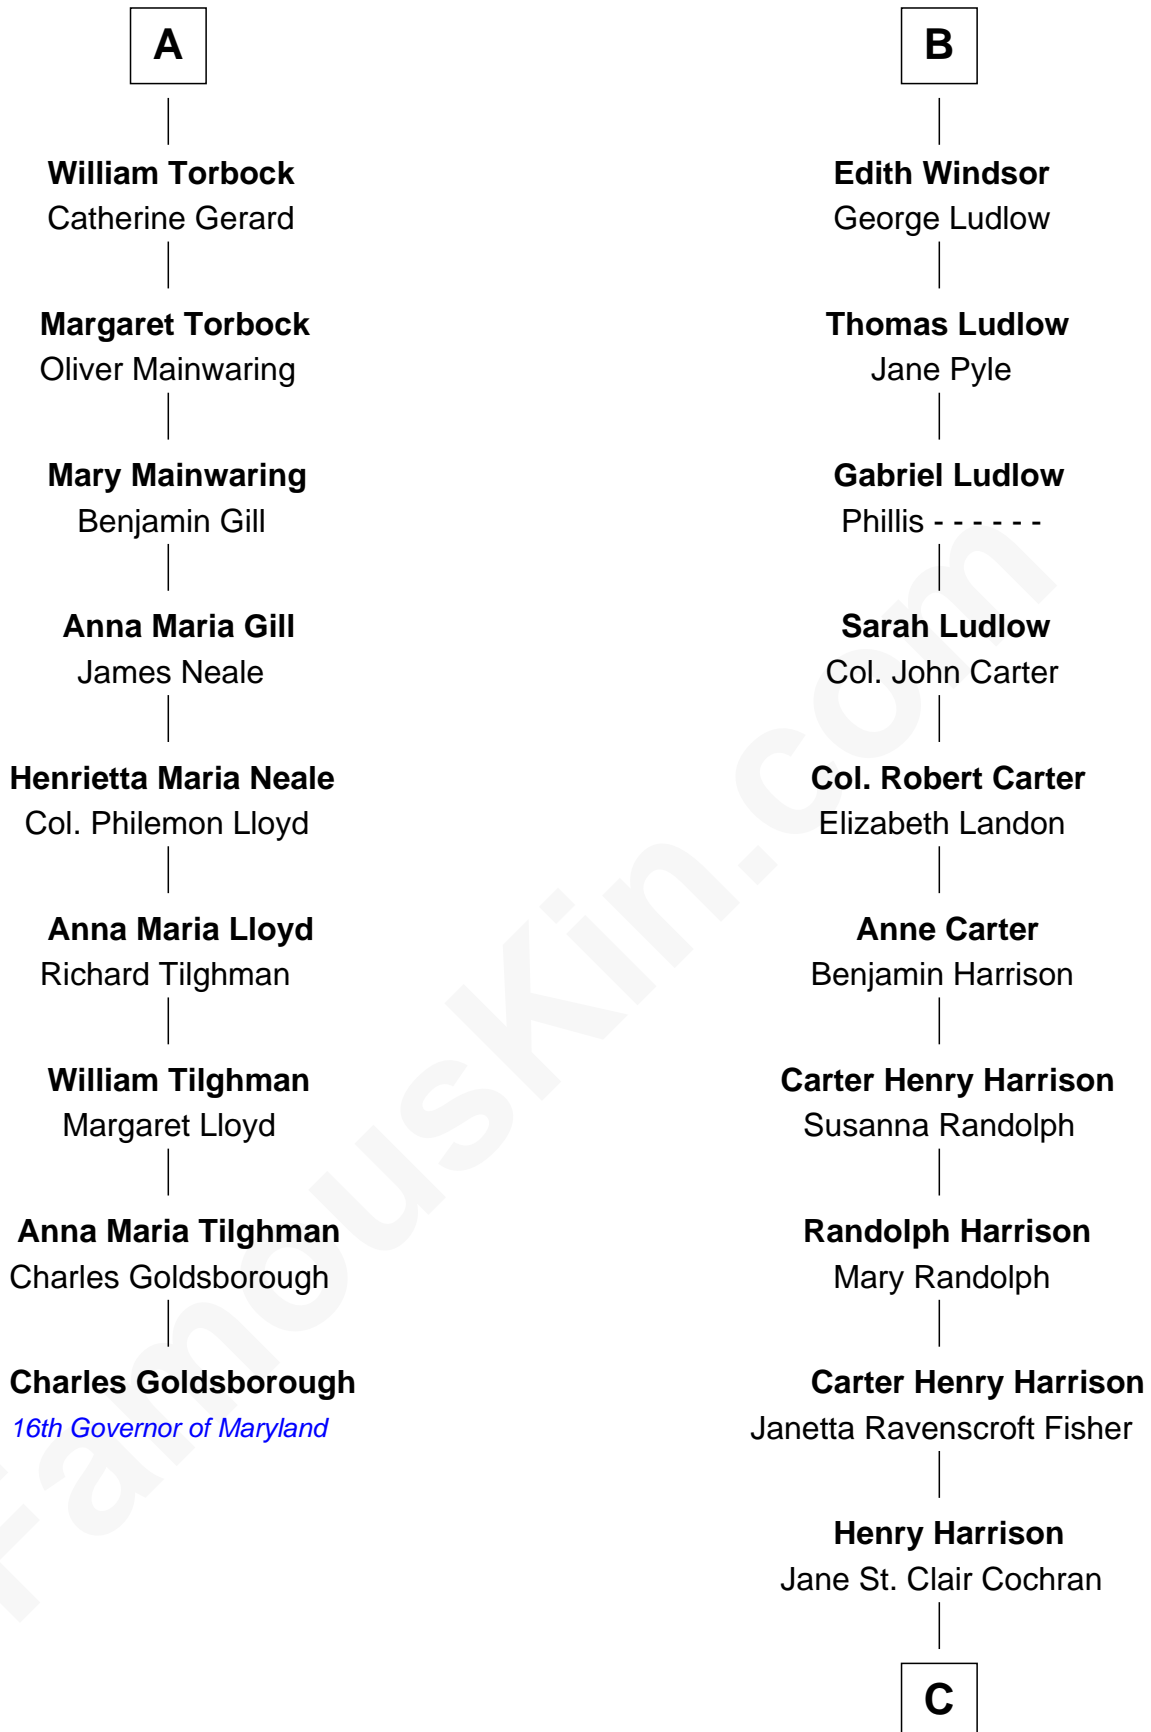 A
William Torbock
Catherine Gerard
Margaret Torbock
Oliver Mainwaring
Mary Mainwaring
Benjamin Gill
Anna Maria Gill
James Neale
Henrietta Maria Neale
Col. Philemon Lloyd
Anna Maria Lloyd
Richard Tilghman
William Tilghman
Margaret Lloyd
Anna Maria Tilghman
Charles Goldsborough
Charles Goldsborough
16th Governor of Maryland
B
Edith Windsor
George Ludlow
Thomas Ludlow
Jane Pyle
Gabriel Ludlow
Phillis - - - - - -
Sarah Ludlow
Col. John Carter
Col. Robert Carter
Elizabeth Landon
Anne Carter
Benjamin Harrison
Carter Henry Harrison
Susanna Randolph
Randolph Harrison
Mary Randolph
Carter Henry Harrison
Janetta Ravenscroft Fisher
Henry Harrison
Jane St. Clair Cochran
C
FamousKin.com